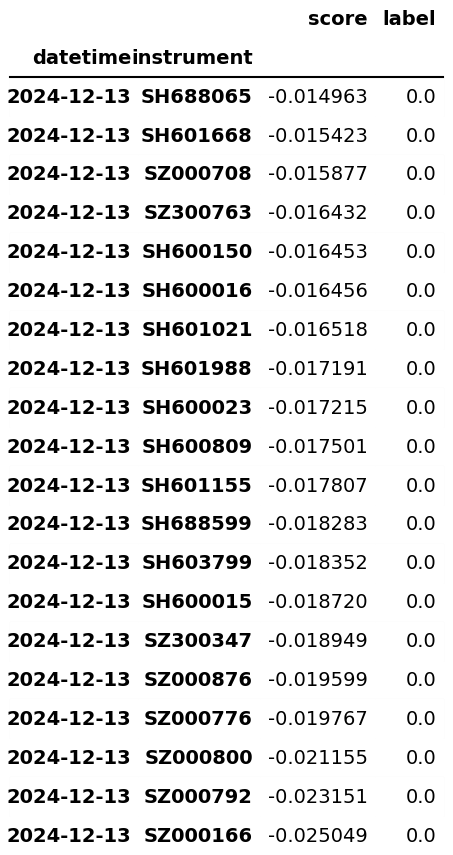 score label
datetime instrument
2024-12-13 SH688065 -0.014963 0.0
2024-12-13 SH601668 -0.015423 0.0
2024-12-13 SZ000708 -0.015877 0.0
2024-12-13 SZ300763 -0.016432 0.0
2024-12-13 SH600150 -0.016453 0.0
2024-12-13 SH600016 -0.016456 0.0
2024-12-13 SH601021 -0.016518 0.0
2024-12-13 SH601988 -0.017191 0.0
2024-12-13 SH600023 -0.017215 0.0
2024-12-13 SH600809 -0.017501 0.0
2024-12-13 SH601155 -0.017807 0.0
2024-12-13 SH688599 -0.018283 0.0
2024-12-13 SH603799 -0.018352 0.0
2024-12-13 SH600015 -0.018720 0.0
2024-12-13 SZ300347 -0.018949 0.0
2024-12-13 SZ000876 -0.019599 0.0
2024-12-13 SZ000776 -0.019767 0.0
2024-12-13 SZ000800 -0.021155 0.0
2024-12-13 SZ000792 -0.023151 0.0
2024-12-13 SZ000166 -0.025049 0.0